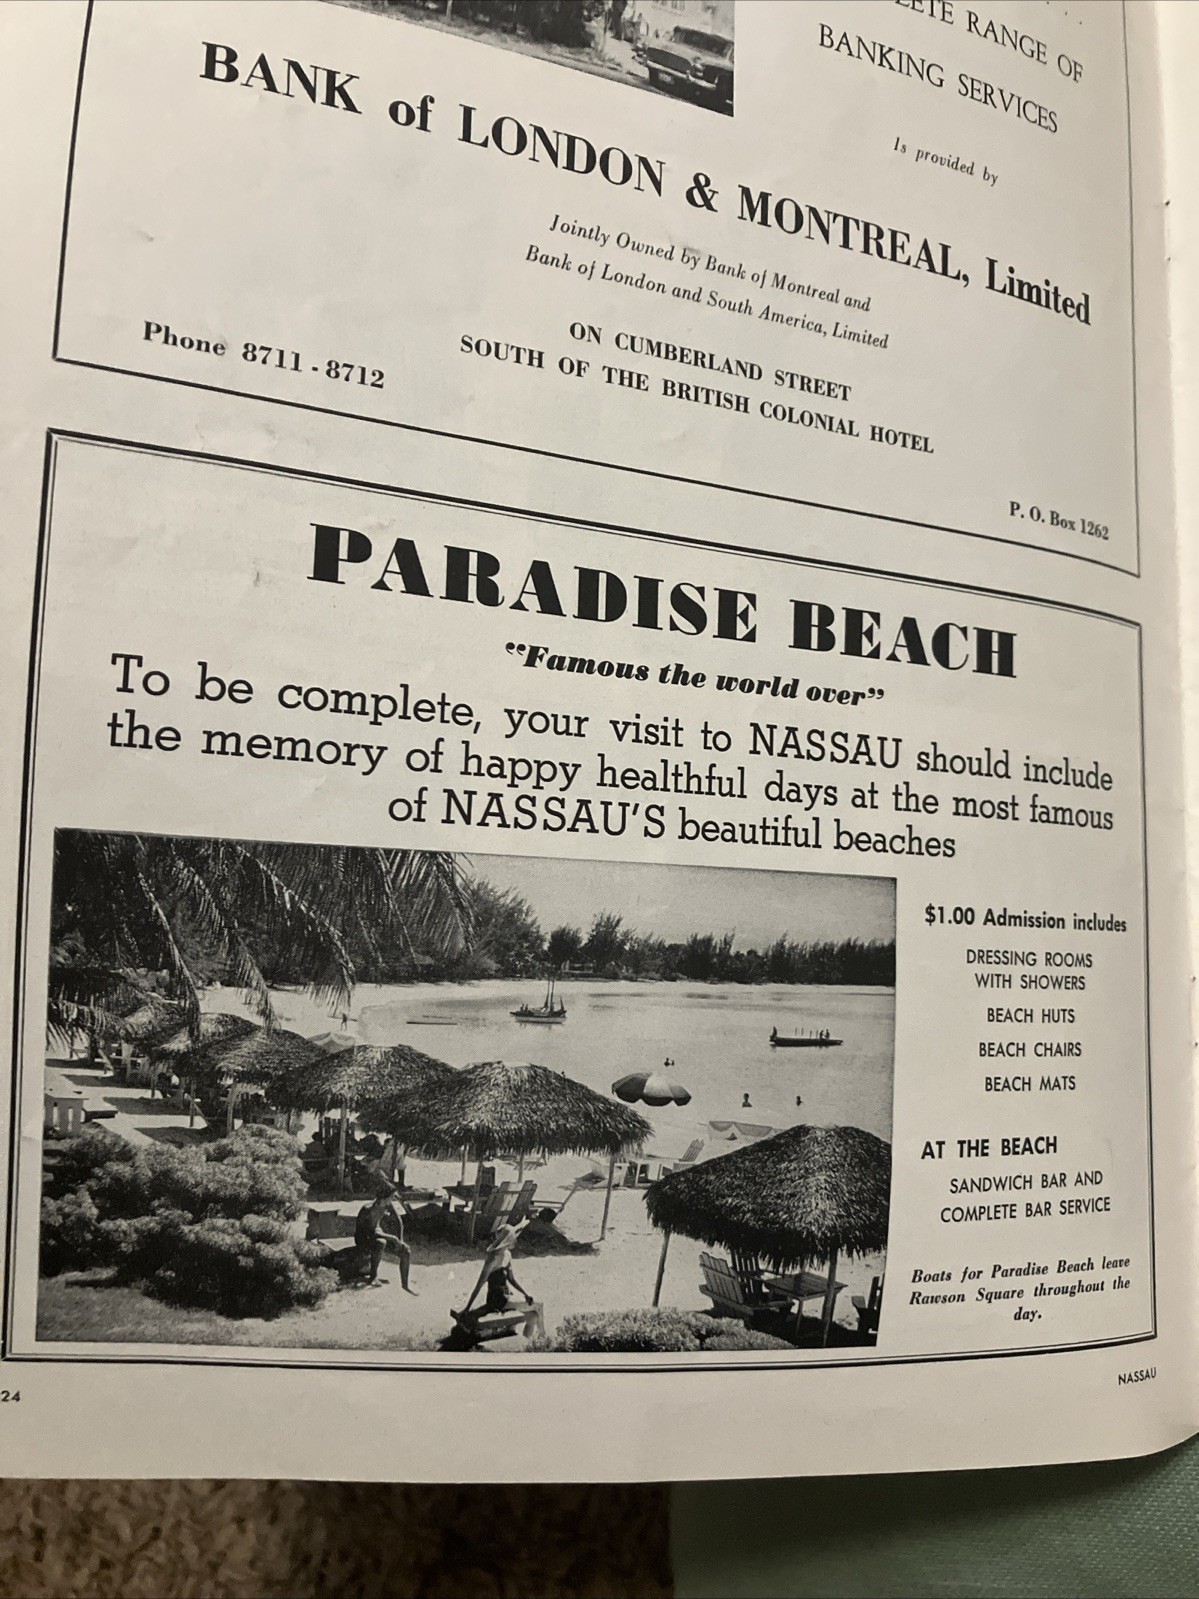 RANGE OF
BANKING SERVICES
Is provided by
BANK of LONDON & MONTREAL, Limited
Jointly Owned by Bank of Montreal and
Bank of London and South America, Limited
ON CUMBERLAND STREET
SOUTH OF THE BRITISH COLONIAL HOTEL
Phone 8711 - 8712
P. O. Box 1262
PARADISE BEACH
"Famous the world over"
To be complete, your visit to NASSAU should include
the memory of happy healthful days at the most famous
of NASSAU'S beautiful beaches
$1.00 Admission includes
DRESSING ROOMS
WITH SHOWERS
BEACH HUTS
BEACH CHAIRS
BEACH MATS
AT THE BEACH
SANDWICH BAR AND
COMPLETE BAR SERVICE
Boats for Paradise Beach leave
Rawson Square throughout the
day.
24
NASSAU